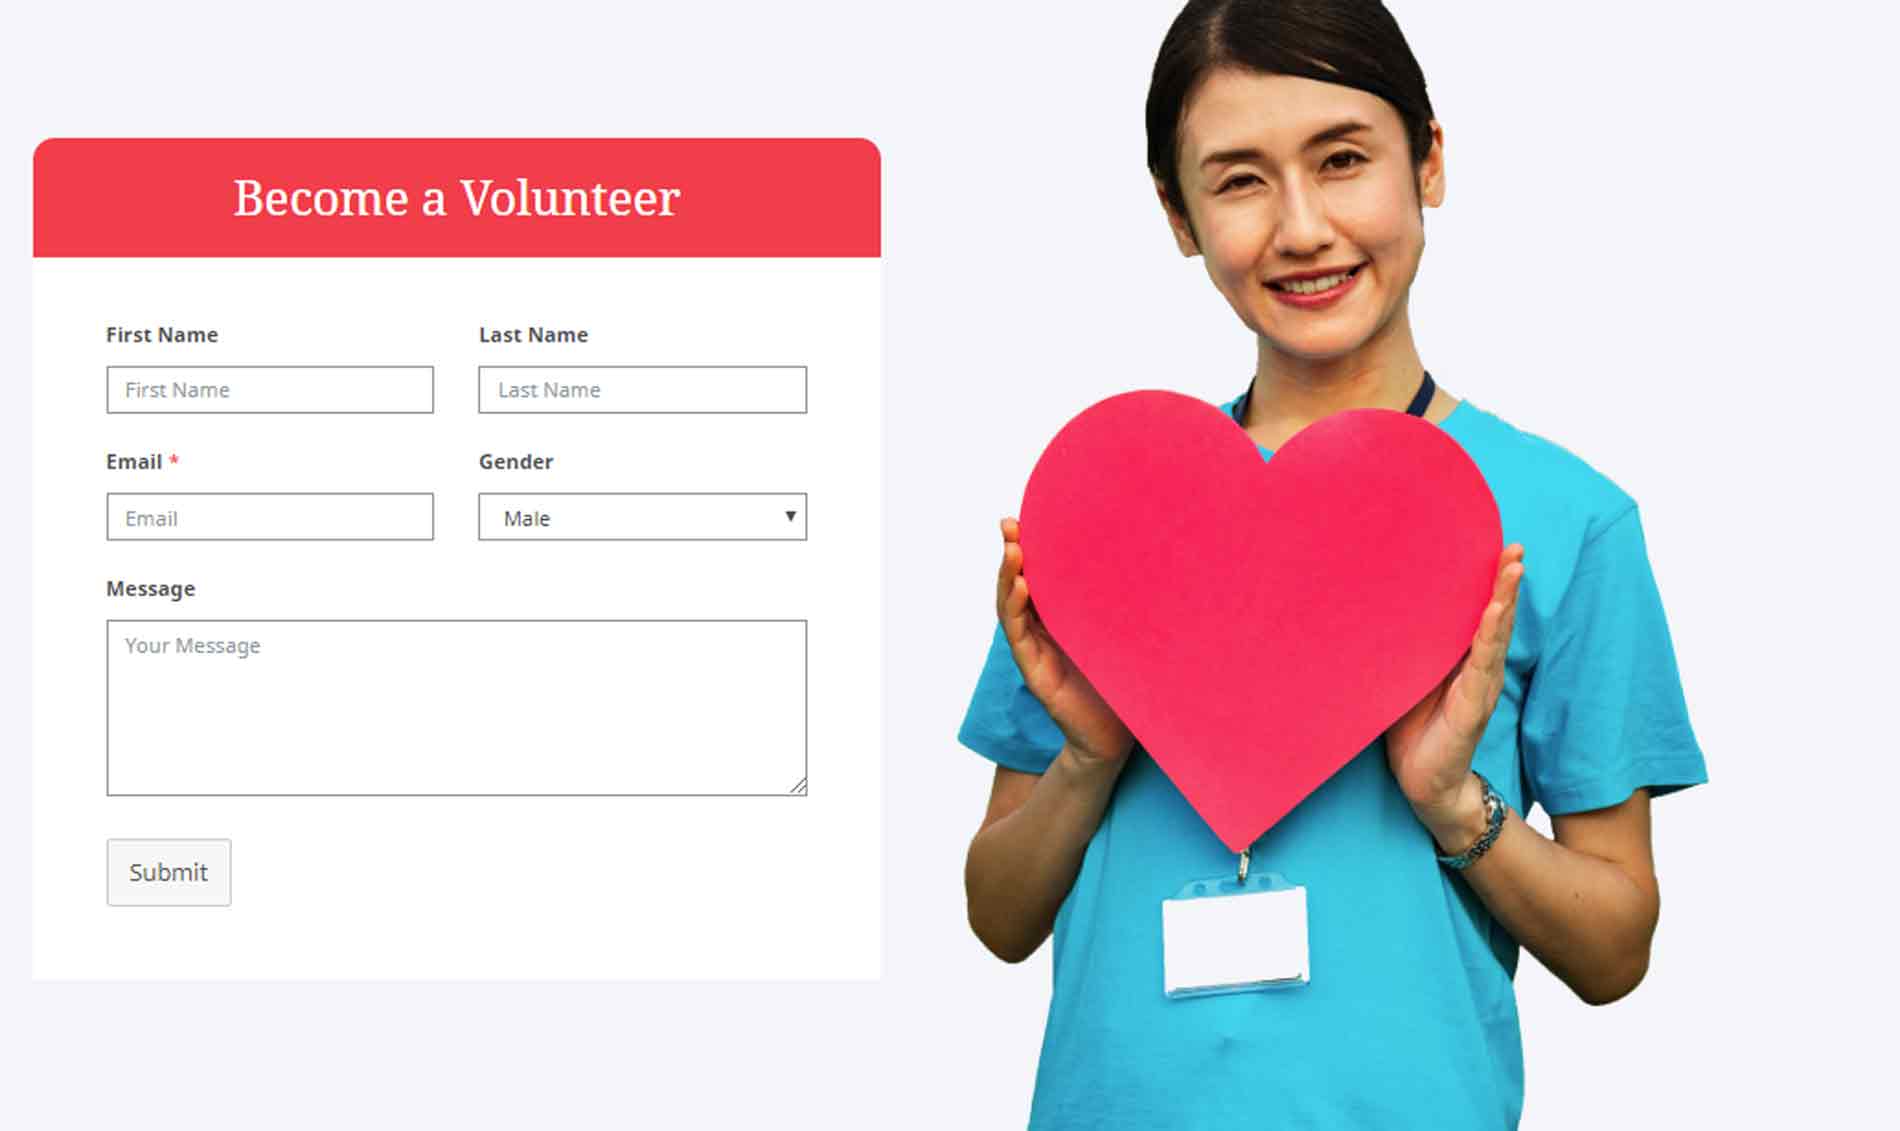 Become a Volunteer
First Name
Last Name
First Name
Last Name
Email *
Gender
Email
Male
Message
Your Message
Submit